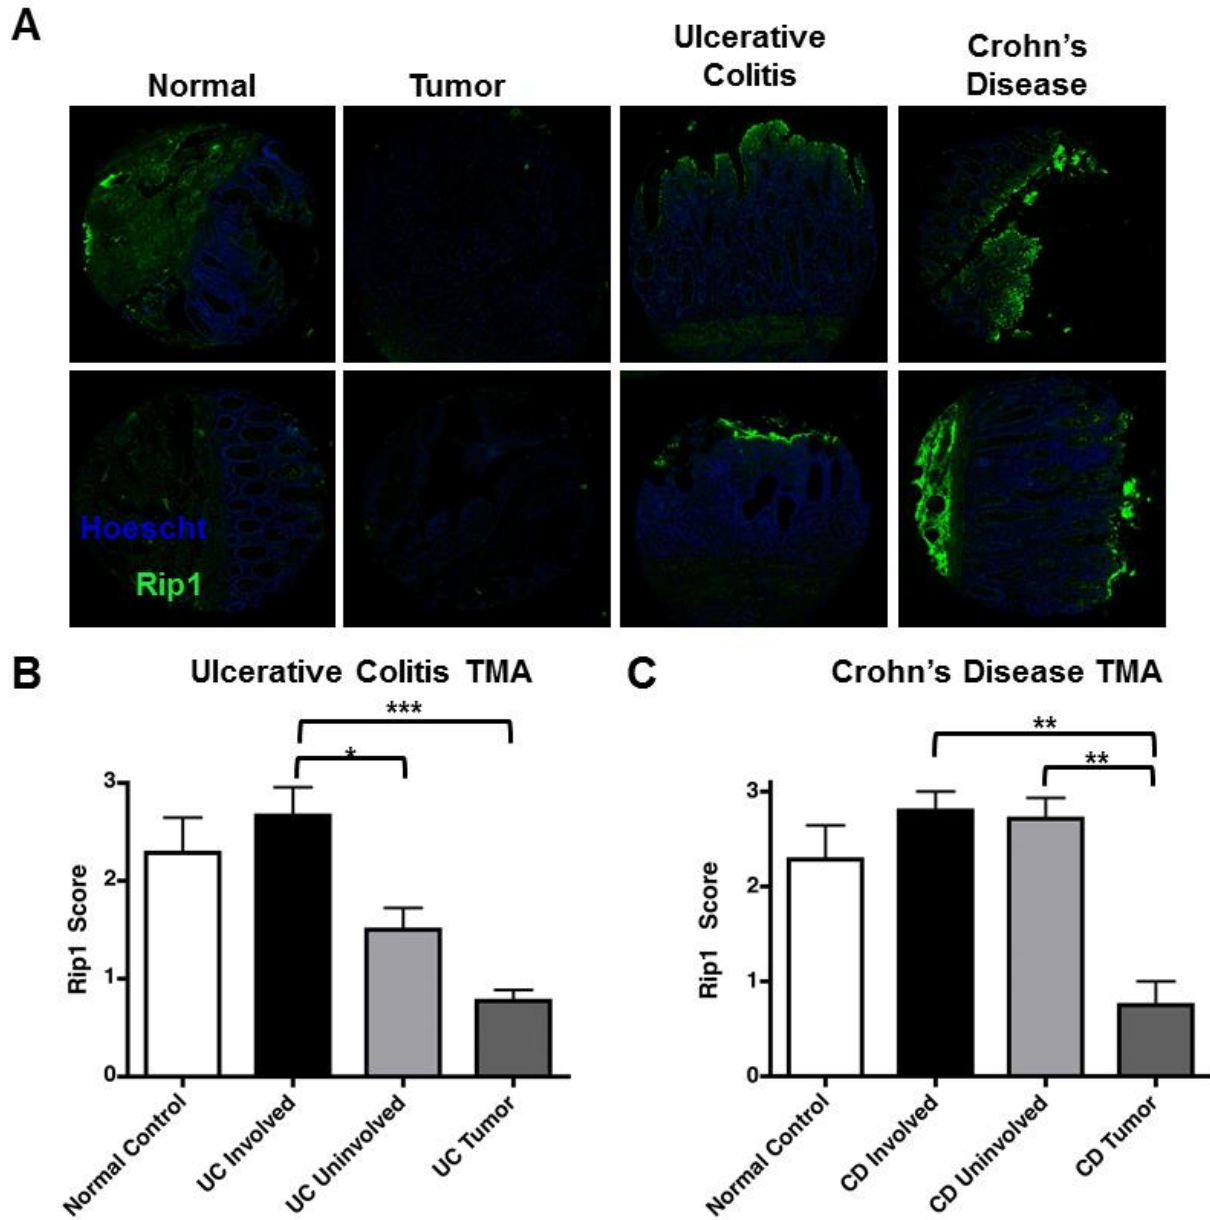 A
Normal
Tumor
Ulcerative
Colitis
Crohn's
Disease
Hoescht
Rip1
B
Ulcerative Colitis TMA
***
*
Rip1 Score
3
2
1
0
Normal Control
UC Involved
UC Uninvolved
UC Tumor
C
Crohn's Disease TMA
**
**
Rip1 Score
3
2
1
0
Normal Control
CD Involved
CD Uninvolved
CD Tumor